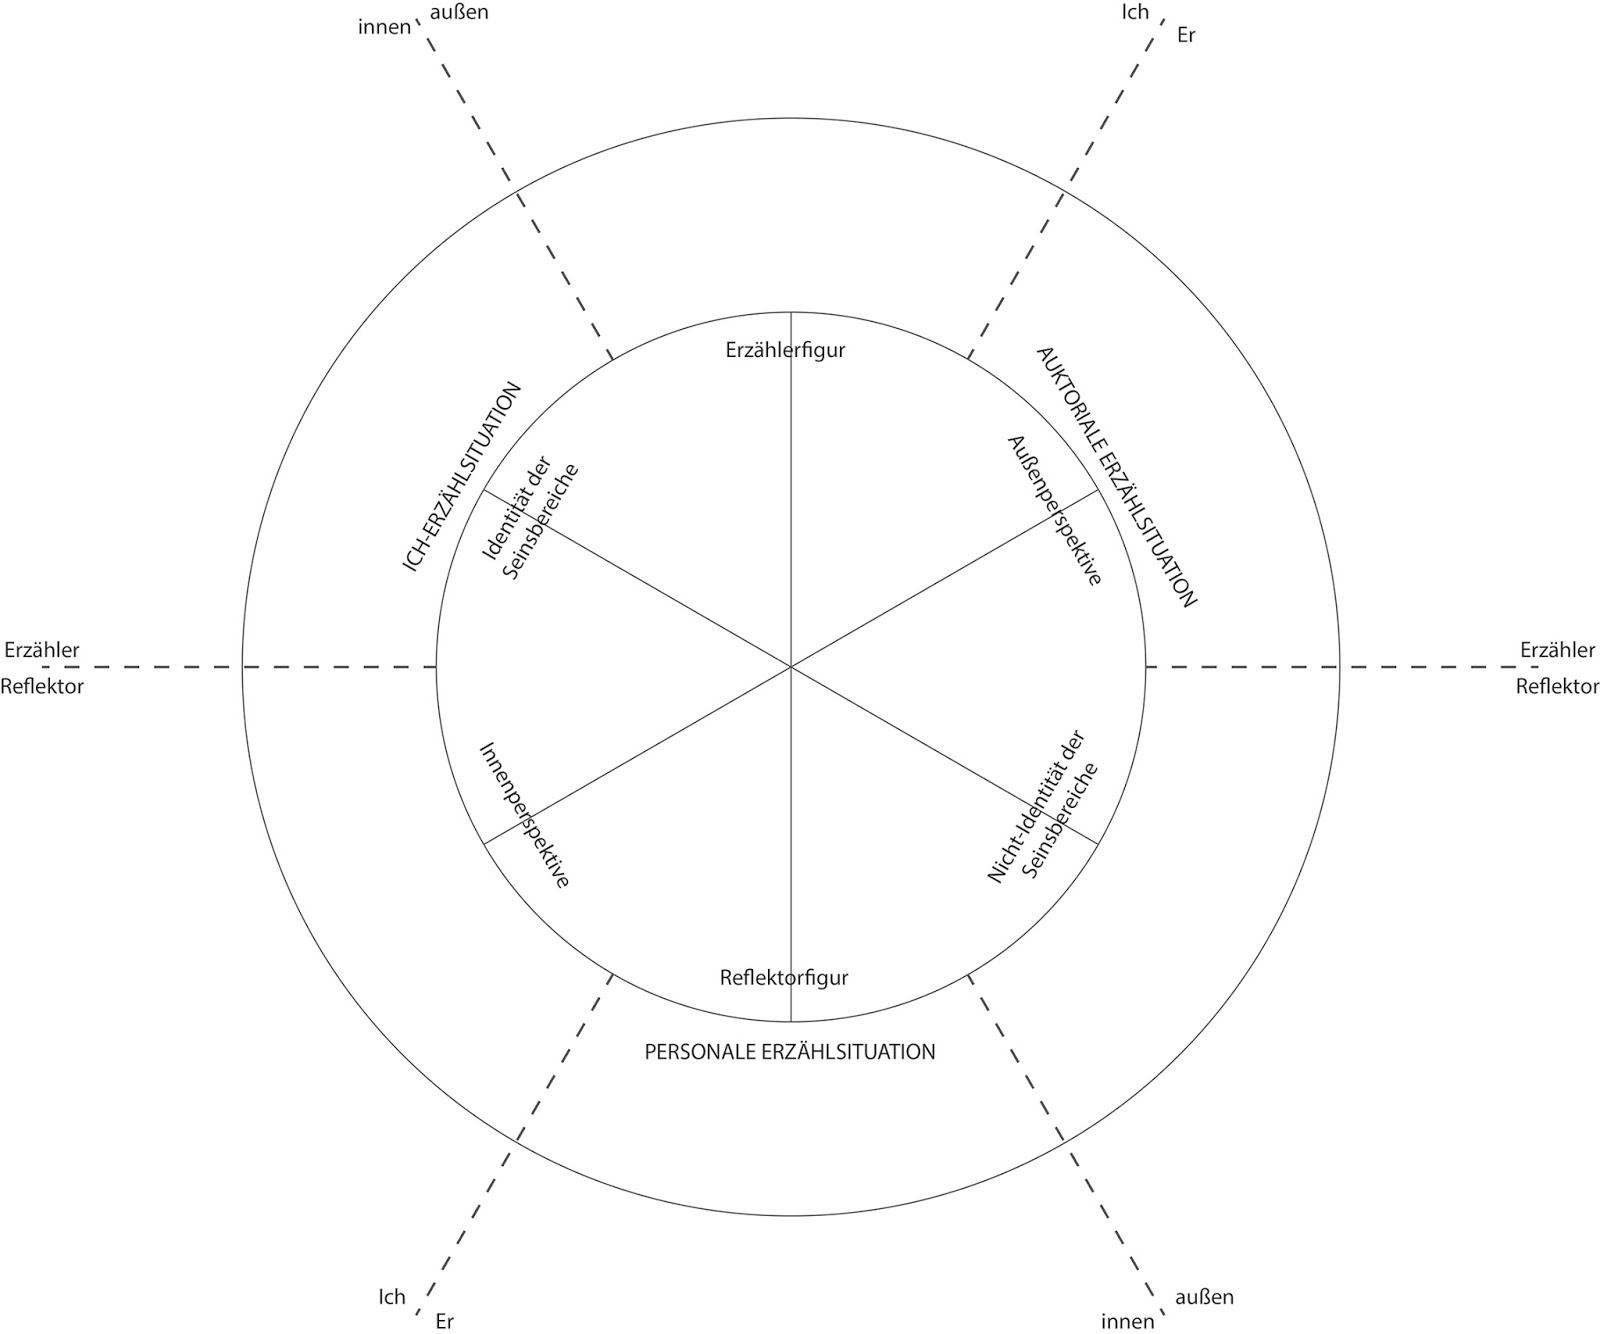 außen
innen
Ich
Er
Erzählerfigur
AUKTORIALE ERZÄHLSITUATION
ICH-ERZÄHLSITUATION
Identität der
Seinsbereiche
Außenperspektive
Erzähler
Reflektor
Erzähler
Reflektor
Innenperspektive
Nicht-Identität der
Seinsbereiche
Reflektorfigur
PERSONALE ERZÄHLSITUATION
Ich
Er
außen
innen